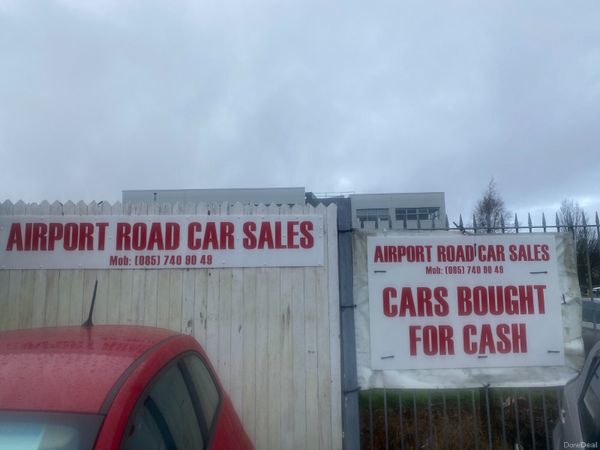 AIRPORT ROAD CAR SALES
Mob: (085) 740 90 49
AIRPORT ROAD CAR SALES
Mob: (085) 740 90 49
CARS BOUGHT
FOR CASH
DoneDeal